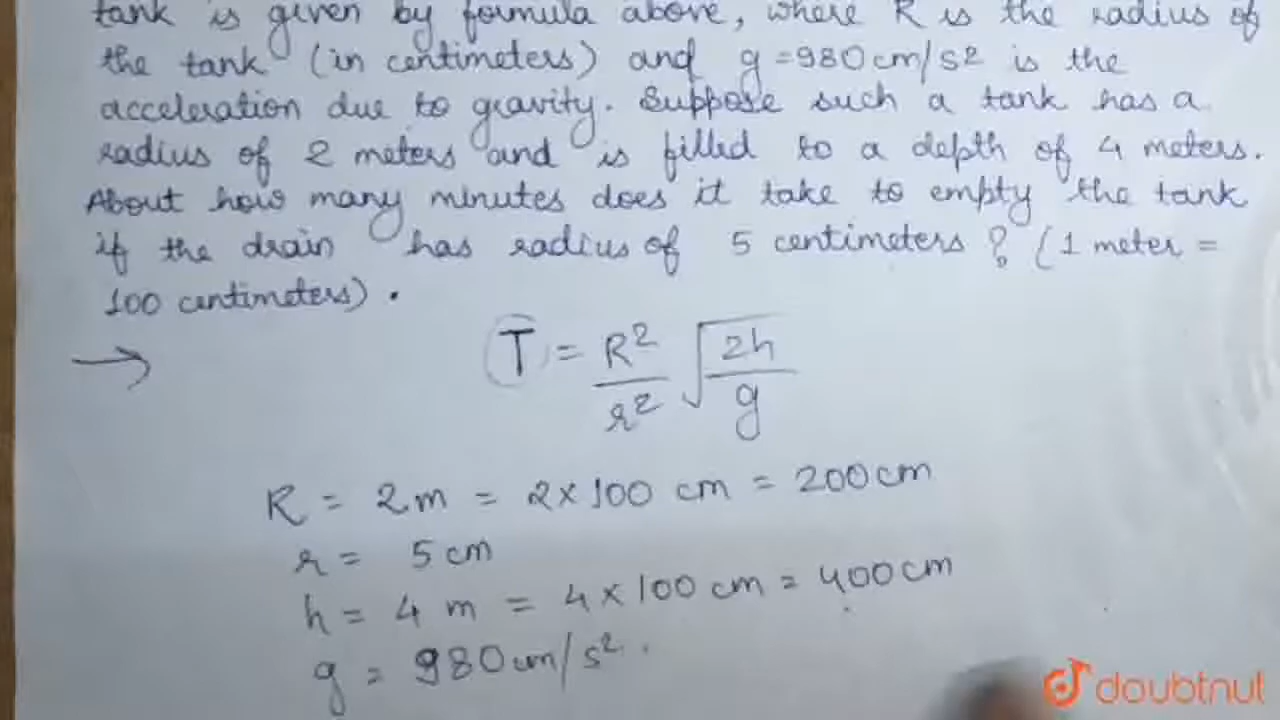 tank is given by formula above, where R is the radius of
the tank (in centimeters) and g = 980 cm/s²  is the
acceleration due to gravity. Suppose such a tank has a
radius of 2 meters and is filled to a depth of 4 meters.
About how many minutes does it take to empty the tank
if the drain has radius of 5 centimeters ? (1 meter =
100 centimeters).
→ T = R²/r² √2h/g
R = 2m = 2×100 cm = 200cm
r = 5 cm
h = 4 m = 4×100 cm = 400 cm
g = 980 cm/s².
doubtnut